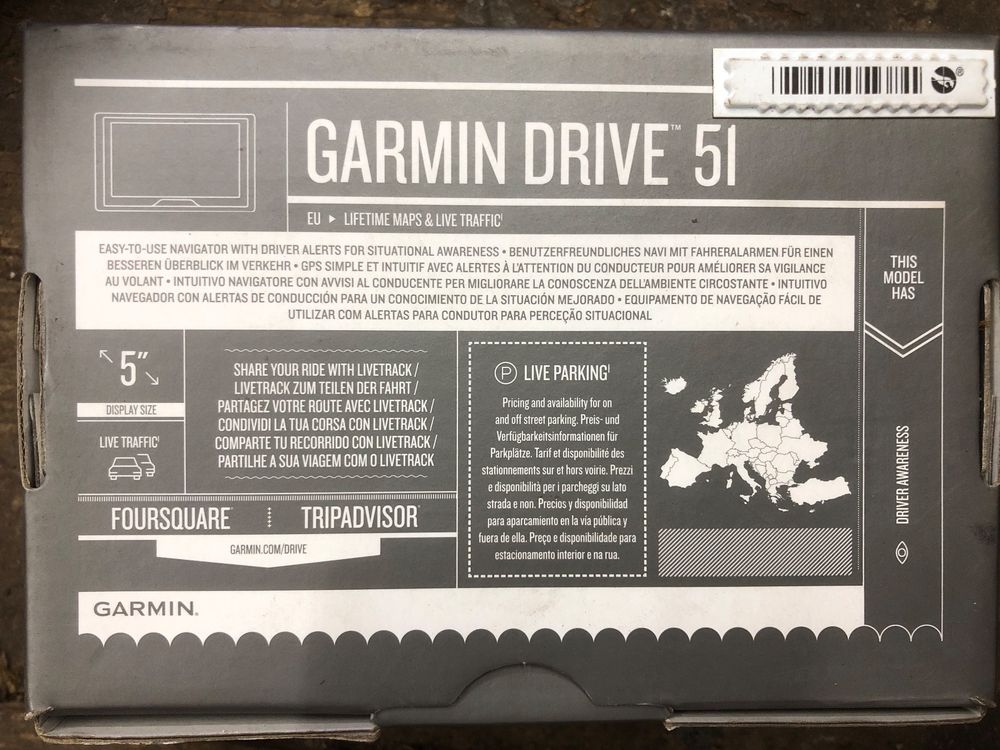 GARMIN DRIVE™ 51
EU ▶ LIFETIME MAPS & LIVE TRAFFIC¹
EASY-TO-USE NAVIGATOR WITH DRIVER ALERTS FOR SITUATIONAL AWARENESS • BENUTZERFREUNDLICHES NAVI MIT FAHRERALARMEN FÜR EINEN
BESSEREN ÜBERBLICK IM VERKEHR • GPS SIMPLE ET INTUITIF AVEC ALERTES À L'ATTENTION DU CONDUCTEUR POUR AMÉLIORER SA VIGILANCE
AU VOLANT • INTUITIVO NAVIGATORE CON AVVISI AL CONDUCENTE PER MIGLIORARE LA CONOSCENZA DELL'AMBIENTE CIRCOSTANTE • INTUITIVO
NAVEGADOR CON ALERTAS DE CONDUCCIÓN PARA UN CONOCIMIENTO DE LA SITUACIÓN MEJORADO • EQUIPAMENTO DE NAVEGAÇÃO FÁCIL DE
UTILIZAR COM ALERTAS PARA CONDUTOR PARA PERCEÇÃO SITUACIONAL
5"
DISPLAY SIZE
LIVE TRAFFIC¹
SHARE YOUR RIDE WITH LIVETRACK /
LIVETRACK ZUM TEILEN DER FAHRT /
PARTAGEZ VOTRE ROUTE AVEC LIVETRACK /
CONDIVIDI LA TUA CORSA CON LIVETRACK /
COMPARTE TU RECORRIDO CON LIVETRACK /
PARTILHE A SUA VIAGEM COM O LIVETRACK
FOURSQUARE® TRIPADVISOR®
GARMIN.COM/DRIVE
P LIVE PARKING¹
Pricing and availability for on
and off street parking. Preis- und
Verfügbarkeitsinformationen für
Parkplätze. Tarif et disponibilité des
stationnements sur et hors voirie. Prezzi
e disponibilità per i parcheggi su lato
strada e non. Precios y disponibilidad
para aparcamiento en la vía pública y
fuera de ella. Preço e disponibilidade para
estacionamento interior e na rua.
THIS
MODEL
HAS
DRIVER AWARENESS
GARMIN®